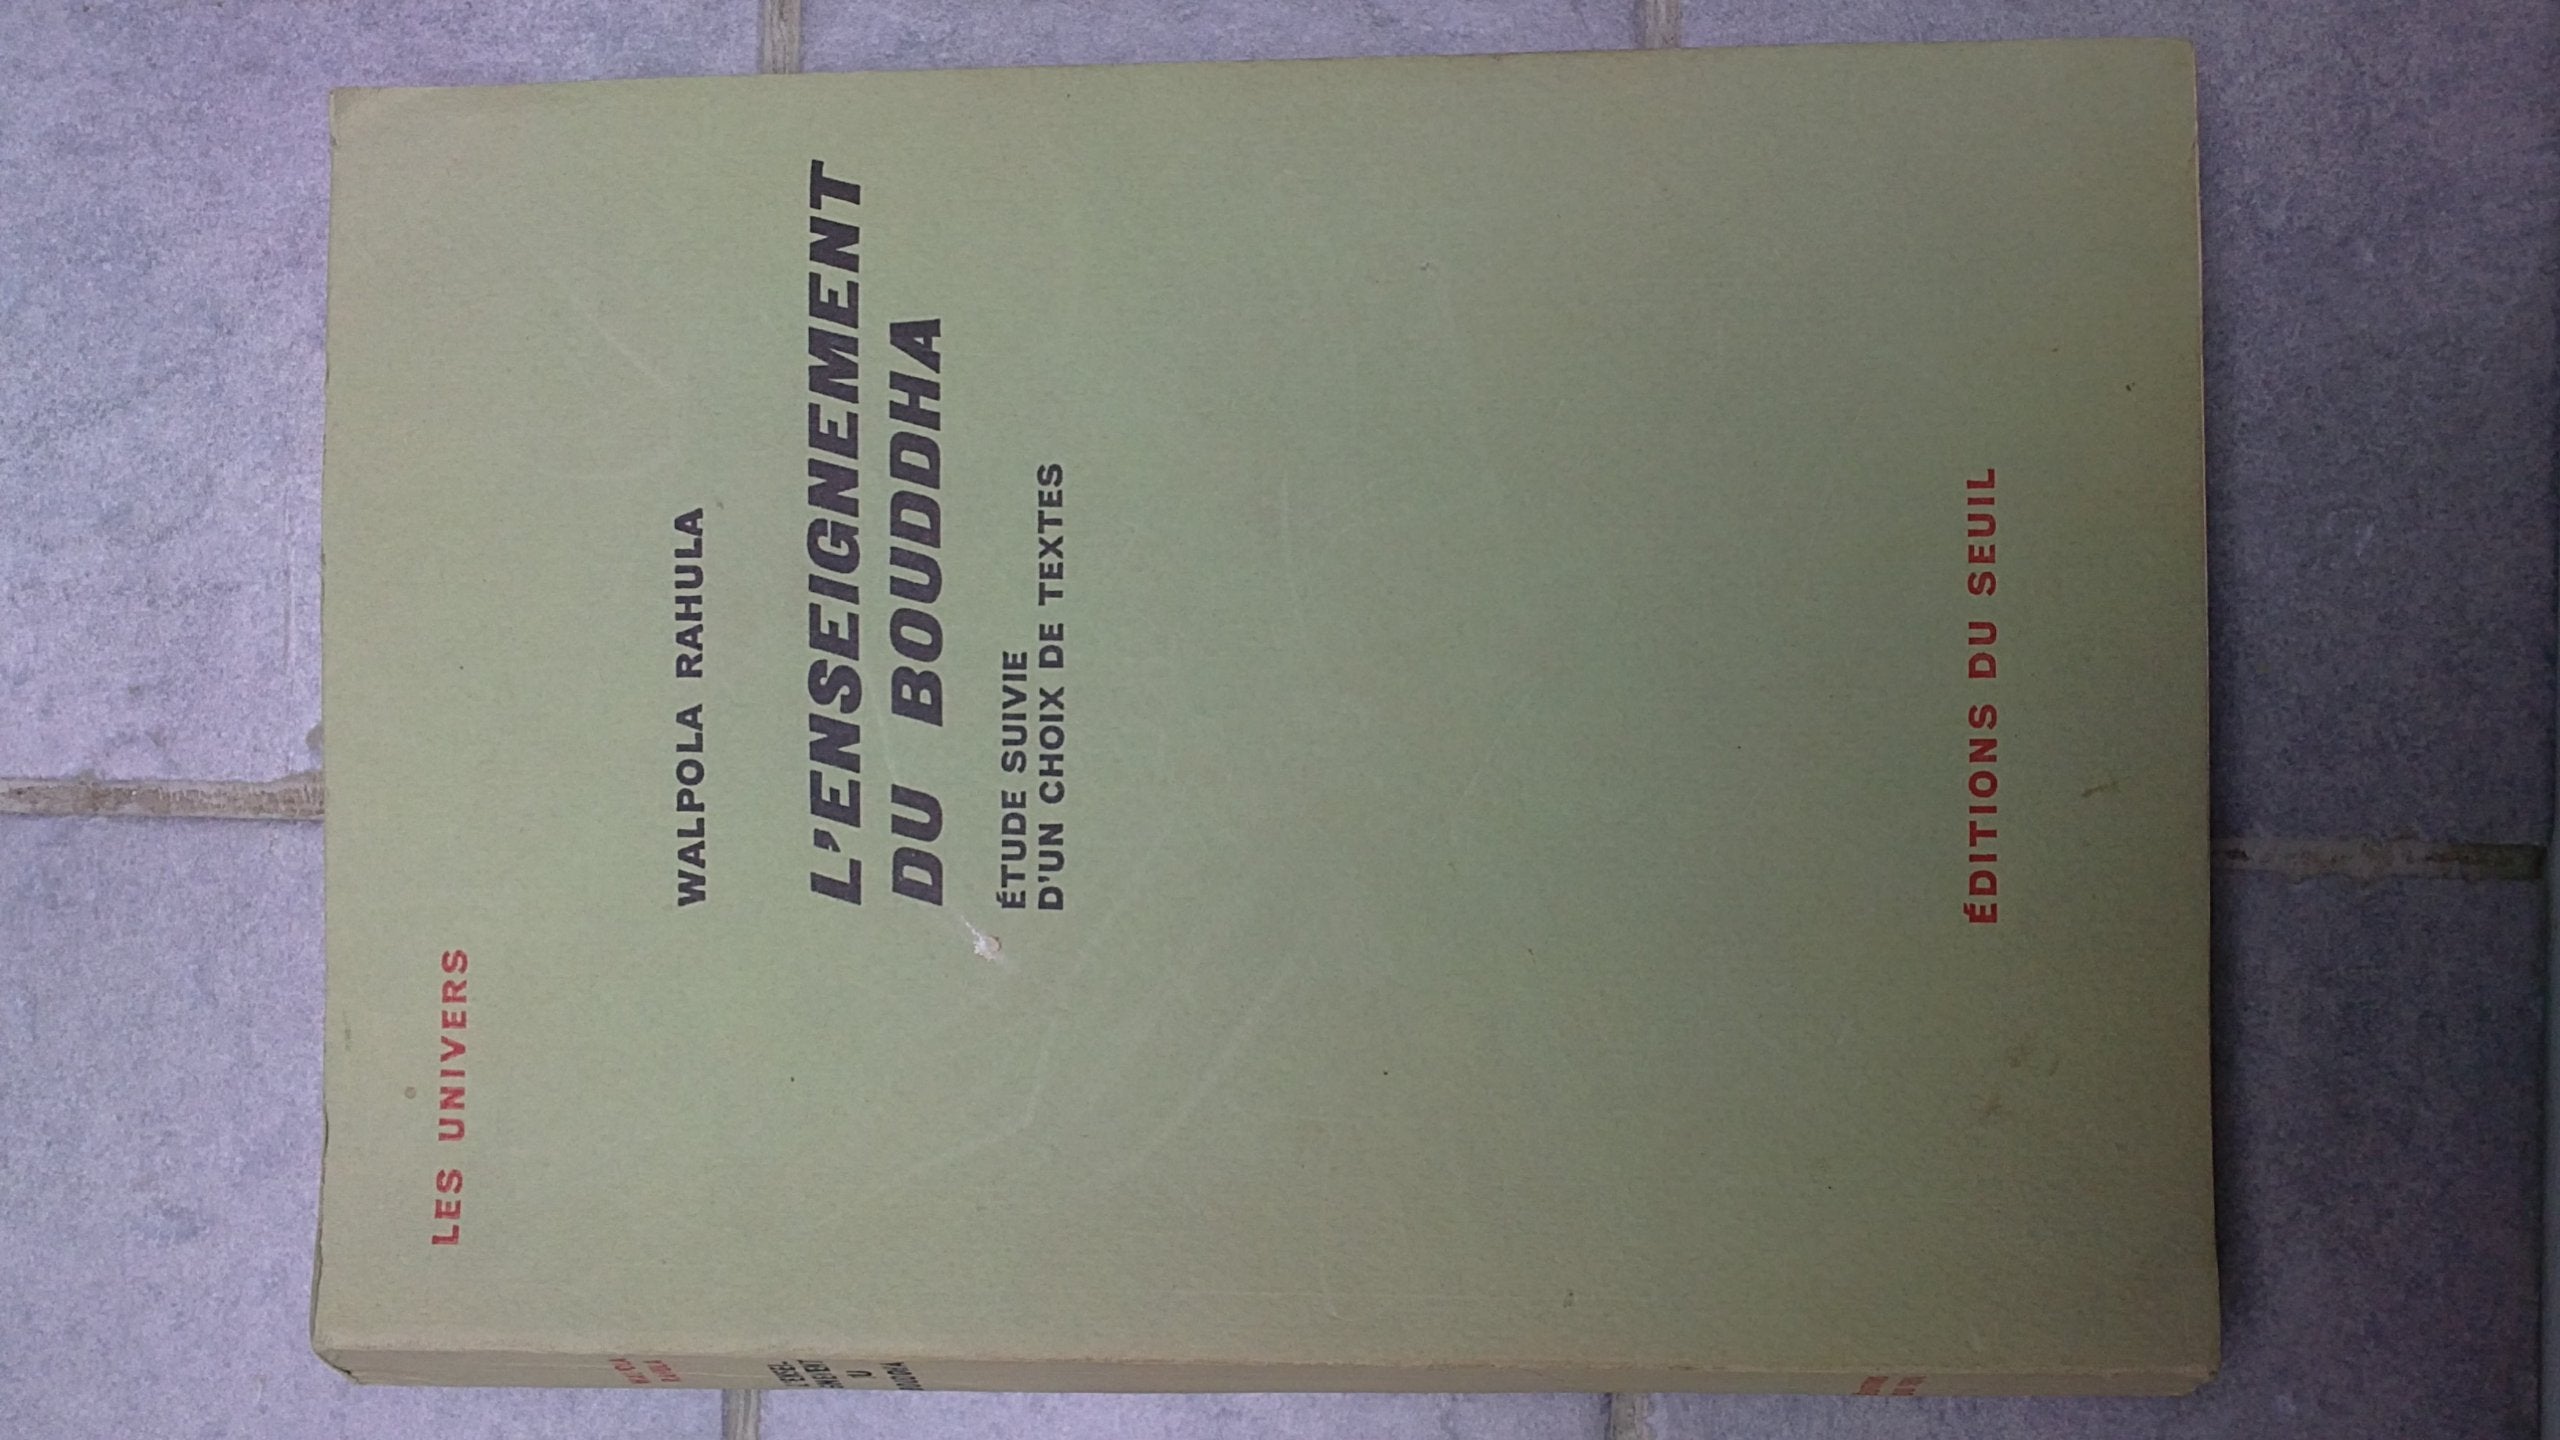 LES UNIVERS
WALPOLA RAHULA
L'ENSEIGNEMENT
DU BOUDDHA
ÉTUDE SUIVIE
D'UN CHOIX DE TEXTES
ÉDITIONS DU SEUIL